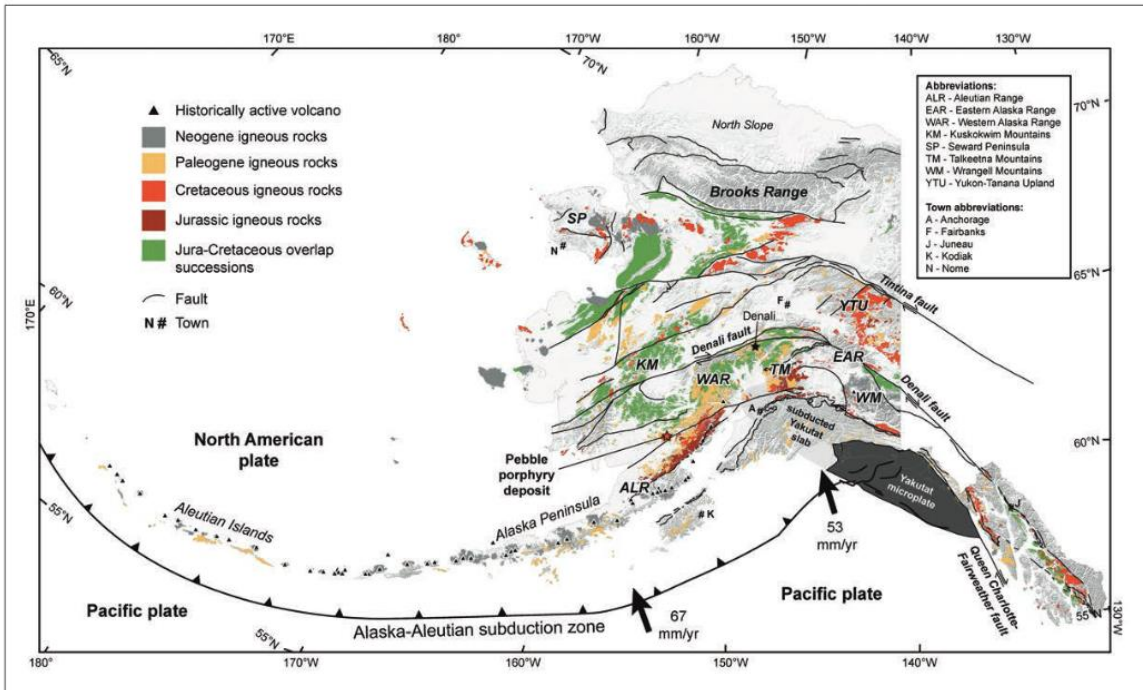 170°E
180°
170°W
160°W
150°W
140°W
130°W
65°N
70°N
70°N
60°N
170°E
55°N
65°N
60°N
130°W
55°N
55°N
180°
170°W
160°W
150°W
140°W
Historically active volcano
Neogene igneous rocks
Paleogene igneous rocks
Cretaceous igneous rocks
Jurassic igneous rocks
Jura-Cretaceous overlap
successions
Fault
N # Town
Abbreviations:
ALR - Aleutian Range
EAR - Eastern Alaska Range
WAR - Western Alaska Range
KM - Kuskokwim Mountains
SP - Seward Peninsula
TM - Talkeetna Mountains
WM - Wrangell Mountains
YTU - Yukon-Tanana Upland
Town abbreviations:
A - Anchorage
F - Fairbanks
J - Juneau
K - Kodiak
N - Nome
North Slope
Brooks Range
SP
N #
F #
YTU
Tintina fault
Denali
Denali fault
KM
WAR
TM
EAR
WM
Denali fault
A #
subducted
Yakutat
slab
North American
plate
Pebble
porphyry
deposit
ALR
Yakutat
microplate
# K
Aleutian Islands
Alaska Peninsula
53
mm/yr
Queen Charlotte-
Fairweather fault
Pacific plate
Pacific plate
67
mm/yr
Alaska-Aleutian subduction zone